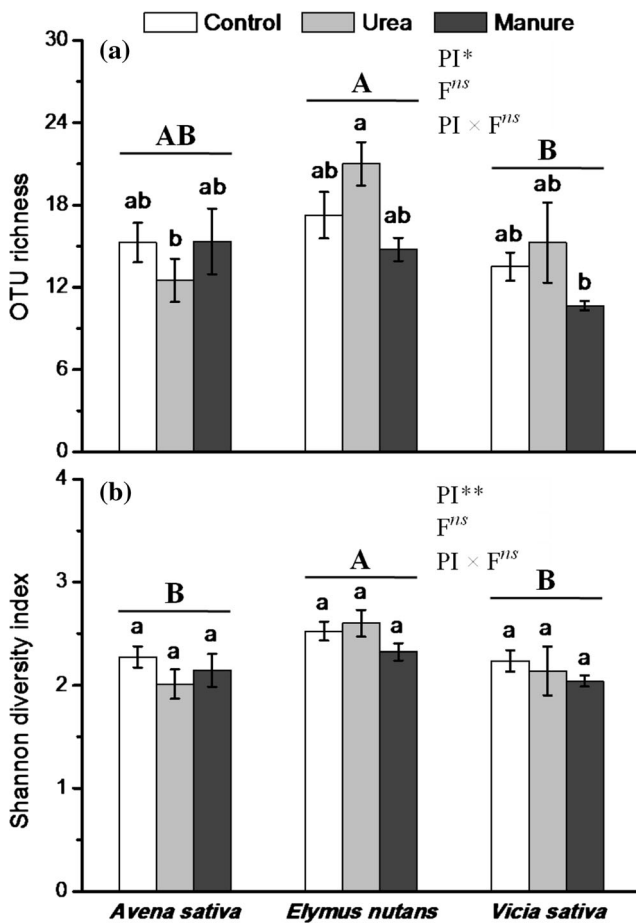 Control Urea Manure
(a)
PI*
F^ns
PI × F^ns
OTU richness
30
24
18
12
6
0
AB
A
B
ab b ab
ab a ab
ab ab b
(b)
PI**
F^ns
PI × F^ns
Shannon diversity index
4
3
2
1
0
B
A
B
a a a
a a a
a a a
Avena sativa Elymus nutans Vicia sativa